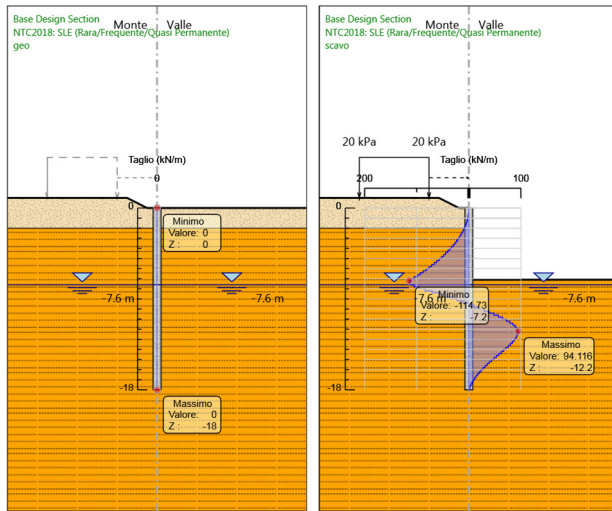 Base Design Section
Monte Valle
NTC2018: SLE (Rara/Frequente/Quasi Permanente)
geo
Taglio (kN/m)
0
0
Minimo
Valore: 0
Z : 0
-7.6 m
-7.6 m
-18
Massimo
Valore: 0
Z : -18
Base Design Section
Monte Valle
NTC2018: SLE (Rara/Frequente/Quasi Permanente)
scavo
20 kPa
20 kPa
Taglio (kN/m)
200
100
0
-7.6 m
-7.6 m
Minimo
Valore: -114.73
Z : -7.2
Massimo
Valore: 94.116
Z : -12.2
-18